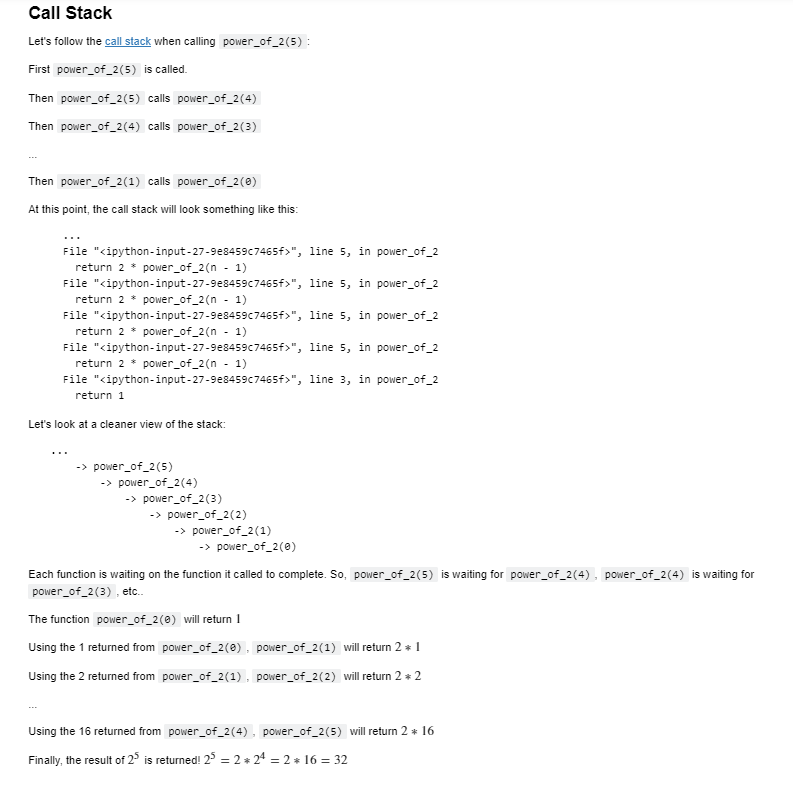 Call Stack
Let's follow the call stack when calling power_of_2(5) :
First power_of_2(5) is called.
Then power_of_2(5) calls power_of_2(4)
Then power_of_2(4) calls power_of_2(3)
...
Then power_of_2(1) calls power_of_2(0)
At this point, the call stack will look something like this:
...
File "<ipython-input-27-9e8459c7465f>", line 5, in power_of_2
return 2 * power_of_2(n - 1)
File "<ipython-input-27-9e8459c7465f>", line 5, in power_of_2
return 2 * power_of_2(n - 1)
File "<ipython-input-27-9e8459c7465f>", line 5, in power_of_2
return 2 * power_of_2(n - 1)
File "<ipython-input-27-9e8459c7465f>", line 5, in power_of_2
return 2 * power_of_2(n - 1)
File "<ipython-input-27-9e8459c7465f>", line 3, in power_of_2
return 1
Let's look at a cleaner view of the stack:
...
-> power_of_2(5)
-> power_of_2(4)
-> power_of_2(3)
-> power_of_2(2)
-> power_of_2(1)
-> power_of_2(0)
Each function is waiting on the function it called to complete. So, power_of_2(5) is waiting for power_of_2(4) , power_of_2(4) is waiting for
power_of_2(3) , etc..
The function power_of_2(0) will return 1
Using the 1 returned from power_of_2(0) , power_of_2(1) will return 2 * 1
Using the 2 returned from power_of_2(1) , power_of_2(2) will return 2 * 2
...
Using the 16 returned from power_of_2(4) , power_of_2(5) will return 2 * 16
Finally, the result of 2⁵ is returned! 2⁵ = 2 * 2⁴ = 2 * 16 = 32